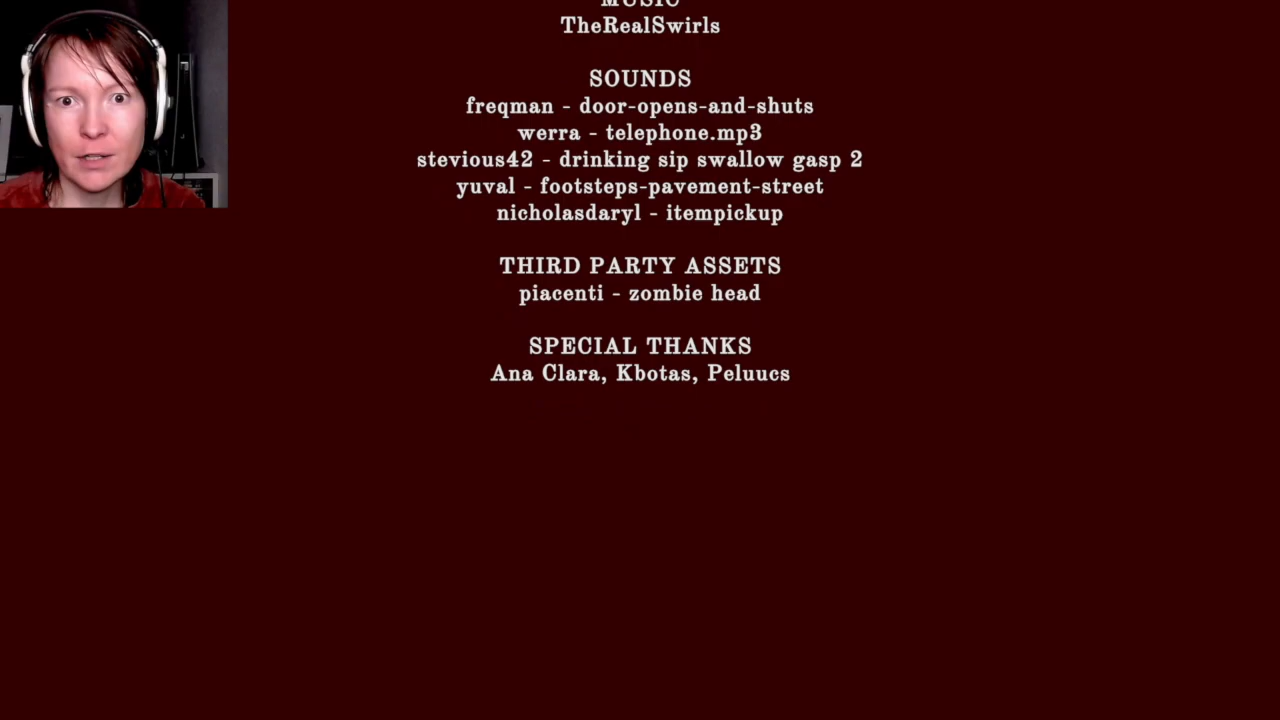 MUSIC
TheRealSwirls
SOUNDS
freqman - door-opens-and-shuts
werra - telephone.mp3
stevious42 - drinking sip swallow gasp 2
yuval - footsteps-pavement-street
nicholasdaryl - itempickup
THIRD PARTY ASSETS
piacenti - zombie head
SPECIAL THANKS
Ana Clara, Kbotas, Peluucs